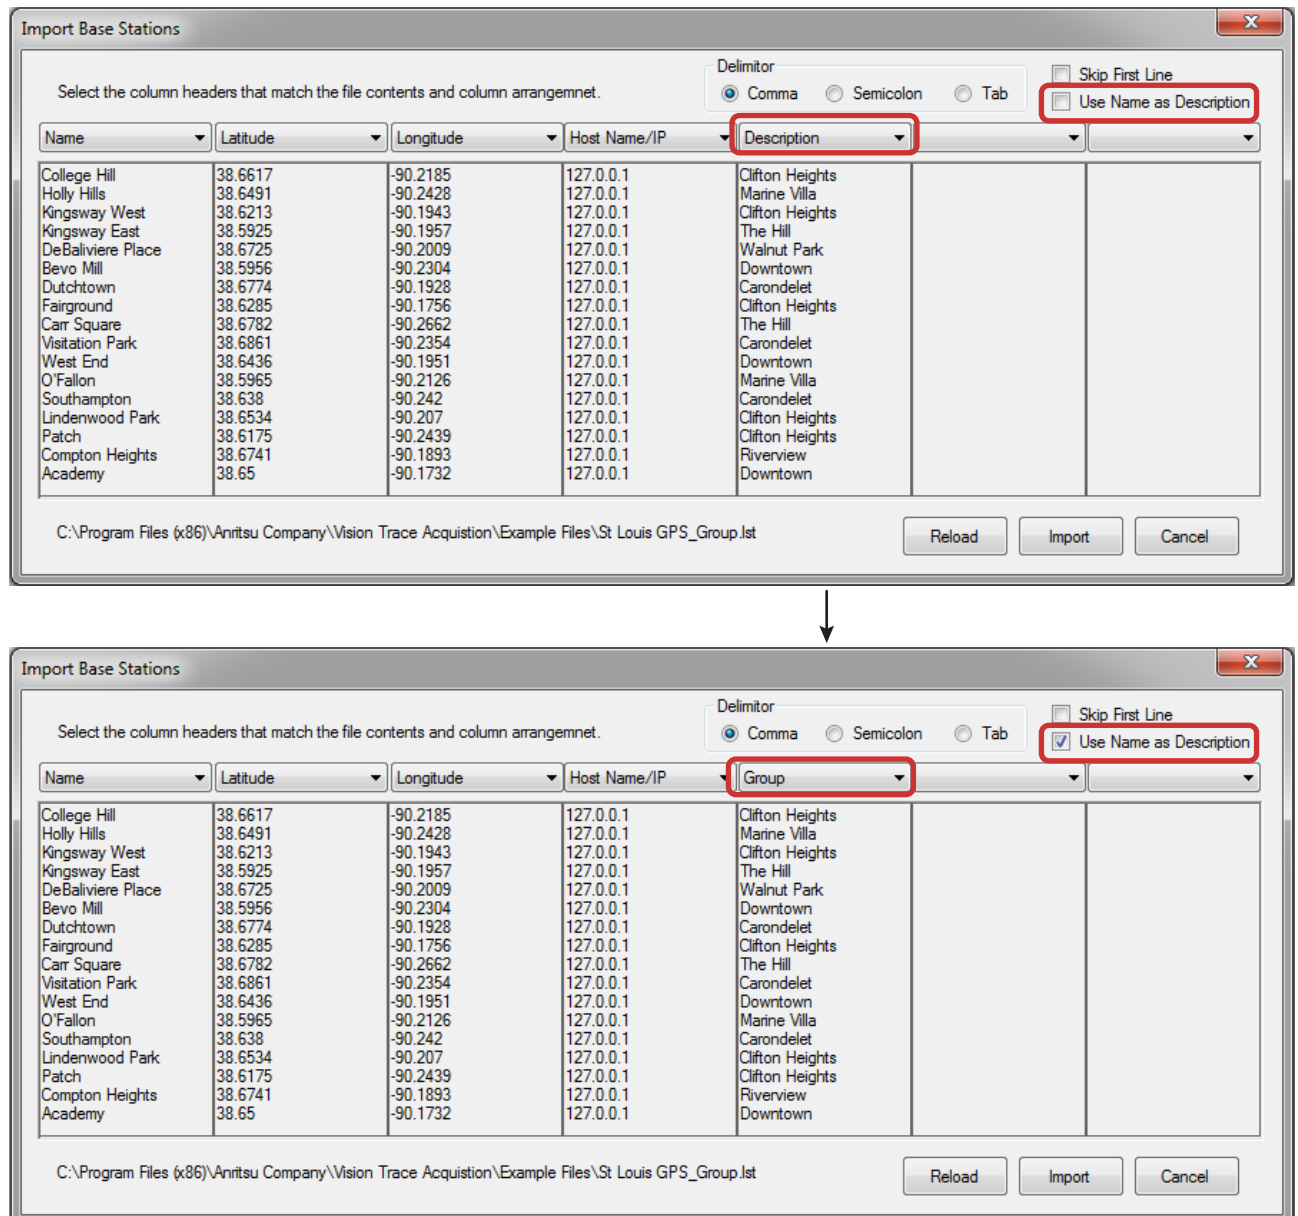 Import Base Stations
X
Delimitor
Select the column headers that match the file contents and column arrangemnet.
Comma Semicolon Tab
Skip First Line
Use Name as Description
Name Latitude Longitude Host Name/IP Description
College Hill 38.6617 -90.2185 127.0.0.1 Clifton Heights
Holly Hills 38.6491 -90.2428 127.0.0.1 Marine Villa
Kingsway West 38.6213 -90.1943 127.0.0.1 Clifton Heights
Kingsway East 38.5925 -90.1957 127.0.0.1 The Hill
DeBaliviere Place 38.6725 -90.2009 127.0.0.1 Walnut Park
Bevo Mill 38.5956 -90.2304 127.0.0.1 Downtown
Dutchtown 38.6774 -90.1928 127.0.0.1 Carondelet
Fairground 38.6285 -90.1756 127.0.0.1 Clifton Heights
Carr Square 38.6782 -90.2662 127.0.0.1 The Hill
Visitation Park 38.6861 -90.2354 127.0.0.1 Carondelet
West End 38.6436 -90.1951 127.0.0.1 Downtown
O'Fallon 38.5965 -90.2126 127.0.0.1 Marine Villa
Southampton 38.638 -90.242 127.0.0.1 Carondelet
Lindenwood Park 38.6534 -90.207 127.0.0.1 Clifton Heights
Patch 38.6175 -90.2439 127.0.0.1 Clifton Heights
Compton Heights 38.6741 -90.1893 127.0.0.1 Riverview
Academy 38.65 -90.1732 127.0.0.1 Downtown
C:\Program Files (x86)\Anritsu Company\Vision Trace Acquistion\Example Files\St Louis GPS_Group.lst
Reload Import Cancel
Import Base Stations
X
Delimitor
Select the column headers that match the file contents and column arrangemnet.
Comma Semicolon Tab
Skip First Line
Use Name as Description
Name Latitude Longitude Host Name/IP Group
College Hill 38.6617 -90.2185 127.0.0.1 Clifton Heights
Holly Hills 38.6491 -90.2428 127.0.0.1 Marine Villa
Kingsway West 38.6213 -90.1943 127.0.0.1 Clifton Heights
Kingsway East 38.5925 -90.1957 127.0.0.1 The Hill
DeBaliviere Place 38.6725 -90.2009 127.0.0.1 Walnut Park
Bevo Mill 38.5956 -90.2304 127.0.0.1 Downtown
Dutchtown 38.6774 -90.1928 127.0.0.1 Carondelet
Fairground 38.6285 -90.1756 127.0.0.1 Clifton Heights
Carr Square 38.6782 -90.2662 127.0.0.1 The Hill
Visitation Park 38.6861 -90.2354 127.0.0.1 Carondelet
West End 38.6436 -90.1951 127.0.0.1 Downtown
O'Fallon 38.5965 -90.2126 127.0.0.1 Marine Villa
Southampton 38.638 -90.242 127.0.0.1 Carondelet
Lindenwood Park 38.6534 -90.207 127.0.0.1 Clifton Heights
Patch 38.6175 -90.2439 127.0.0.1 Clifton Heights
Compton Heights 38.6741 -90.1893 127.0.0.1 Riverview
Academy 38.65 -90.1732 127.0.0.1 Downtown
C:\Program Files (x86)\Anritsu Company\Vision Trace Acquistion\Example Files\St Louis GPS_Group.lst
Reload Import Cancel